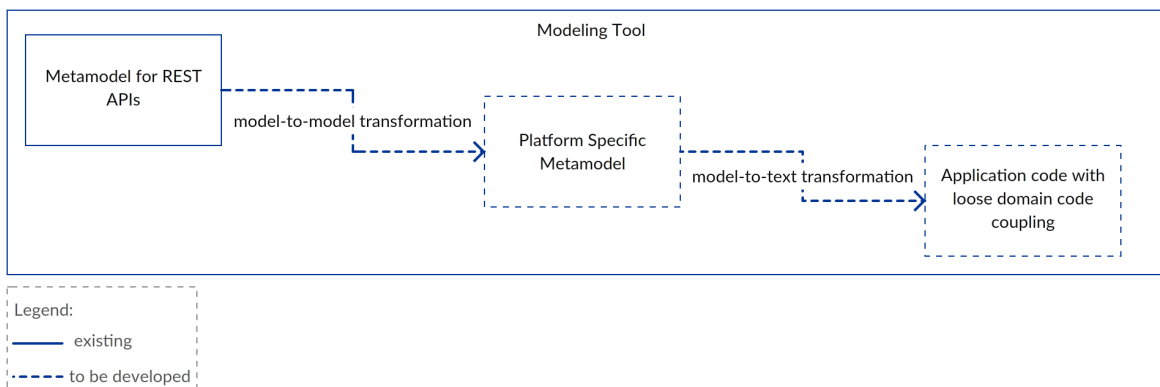 Modeling Tool
Metamodel for REST
APIs
model-to-model transformation
Platform Specific
Metamodel
model-to-text transformation
Application code with
loose domain code
coupling
Legend:
existing
to be developed